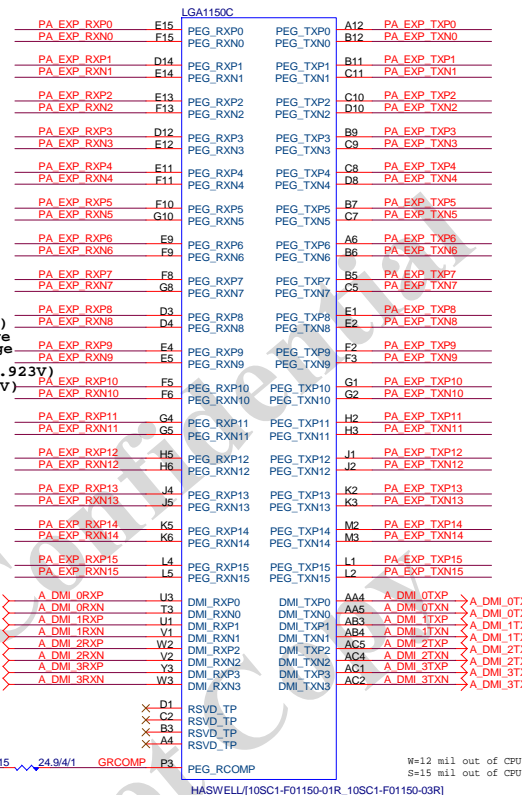 LGA1150C
PA_EXP_RXP0 E15 PEG_RXP0 PEG_TXP0 A12 PA_EXP_TXP0
PA_EXP_RXN0 F15 PEG_RXN0 PEG_TXN0 B12 PA_EXP_TXN0
PA_EXP_RXP1 D14 PEG_RXP1 PEG_TXP1 B11 PA_EXP_TXP1
PA_EXP_RXN1 E14 PEG_RXN1 PEG_TXN1 C11 PA_EXP_TXN1
PA_EXP_RXP2 E13 PEG_RXP2 PEG_TXP2 C10 PA_EXP_TXP2
PA_EXP_RXN2 F13 PEG_RXN2 PEG_TXN2 D10 PA_EXP_TXN2
PA_EXP_RXP3 D12 PEG_RXP3 PEG_TXP3 B9 PA_EXP_TXP3
PA_EXP_RXN3 E12 PEG_RXN3 PEG_TXN3 C9 PA_EXP_TXN3
PA_EXP_RXP4 E11 PEG_RXP4 PEG_TXP4 C8 PA_EXP_TXP4
PA_EXP_RXN4 F11 PEG_RXN4 PEG_TXN4 D8 PA_EXP_TXN4
PA_EXP_RXP5 F10 PEG_RXP5 PEG_TXP5 B7 PA_EXP_TXP5
PA_EXP_RXN5 G10 PEG_RXN5 PEG_TXN5 C7 PA_EXP_TXN5
PA_EXP_RXP6 E9 PEG_RXP6 PEG_TXP6 A6 PA_EXP_TXP6
PA_EXP_RXN6 F9 PEG_RXN6 PEG_TXN6 B6 PA_EXP_TXN6
PA_EXP_RXP7 F8 PEG_RXP7 PEG_TXP7 B5 PA_EXP_TXP7
PA_EXP_RXN7 G8 PEG_RXN7 PEG_TXN7 C5 PA_EXP_TXN7
PA_EXP_RXP8 D3 PEG_RXP8 PEG_TXP8 E1 PA_EXP_TXP8
)
PA_EXP_RXN8 D4 PEG_RXN8 PEG_TXN8 E2 PA_EXP_TXN8
PA_EXP_RXP9 E4 PEG_RXP9 PEG_TXP9 F2 PA_EXP_TXP9
PA_EXP_RXN9 E5 PEG_RXN9 PEG_TXN9 F3 PA_EXP_TXN9
.923V)
PA_EXP_RXP10 F5 PEG_RXP10 PEG_TXP10 G1 PA_EXP_TXP10
V)
PA_EXP_RXN10 F6 PEG_RXN10 PEG_TXN10 G2 PA_EXP_TXN10
PA_EXP_RXP11 G4 PEG_RXP11 PEG_TXP11 H2 PA_EXP_TXP11
PA_EXP_RXN11 G5 PEG_RXN11 PEG_TXN11 H3 PA_EXP_TXN11
PA_EXP_RXP12 H5 PEG_RXP12 PEG_TXP12 J1 PA_EXP_TXP12
PA_EXP_RXN12 H6 PEG_RXN12 PEG_TXN12 J2 PA_EXP_TXN12
PA_EXP_RXP13 J4 PEG_RXP13 PEG_TXP13 K2 PA_EXP_TXP13
PA_EXP_RXN13 J5 PEG_RXN13 PEG_TXN13 K3 PA_EXP_TXN13
PA_EXP_RXP14 K5 PEG_RXP14 PEG_TXP14 M2 PA_EXP_TXP14
PA_EXP_RXN14 K6 PEG_RXN14 PEG_TXN14 M3 PA_EXP_TXN14
PA_EXP_RXP15 L4 PEG_RXP15 PEG_TXP15 L1 PA_EXP_TXP15
PA_EXP_RXN15 L5 PEG_RXN15 PEG_TXN15 L2 PA_EXP_TXN15
A_DMI_0RXP U3 DMI_RXP0 DMI_TXP0 AA4 A_DMI_0TXP A_DMI_0TX
A_DMI_0RXN T3 DMI_RXN0 DMI_TXN0 AA5 A_DMI_0TXN A_DMI_0TX
A_DMI_1RXP U1 DMI_RXP1 DMI_TXP1 AB3 A_DMI_1TXP A_DMI_1TX
A_DMI_1RXN V1 DMI_RXN1 DMI_TXN1 AB4 A_DMI_1TXN A_DMI_1TX
A_DMI_2RXP W2 DMI_RXP2 DMI_TXP2 AC5 A_DMI_2TXP A_DMI_2TX
A_DMI_2RXN V2 DMI_RXN2 DMI_TXN2 AC4 A_DMI_2TXN A_DMI_2TX
A_DMI_3RXP Y3 DMI_RXP3 DMI_TXP3 AC1 A_DMI_3TXP A_DMI_3TX
A_DMI_3RXN W3 DMI_RXN3 DMI_TXN3 AC2 A_DMI_3TXN A_DMI_3TX
D1 RSVD_TP
C2 RSVD_TP
B3 RSVD_TP
A4 RSVD_TP
15 24.9/4/1 GRCOMP P3 PEG_RCOMP
W=12 mil out of CPU
S=15 mil out of CPU
HASWELL/[10SC1-F01150-01R_10SC1-F01150-03R]
Confidential
Copy